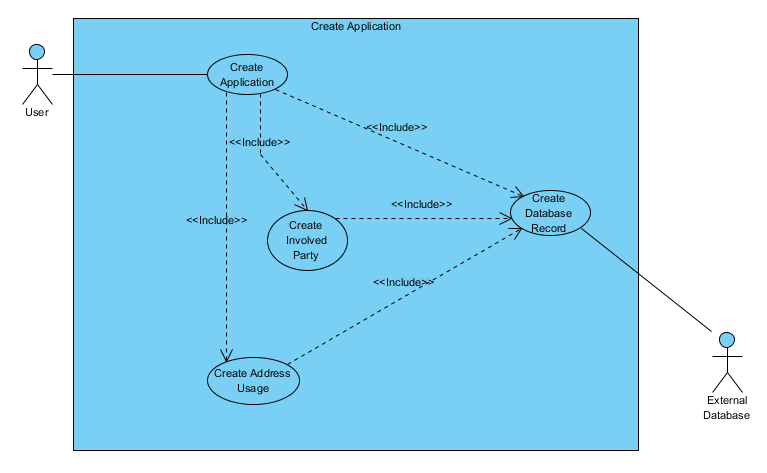 Create Application
Create
Application
User
<<Include>>
<<Include>>
<<Include>>
Create
Database
Record
<<Include>>
Create
Involved
Party
<<Include>>
Create Address
Usage
External
Database